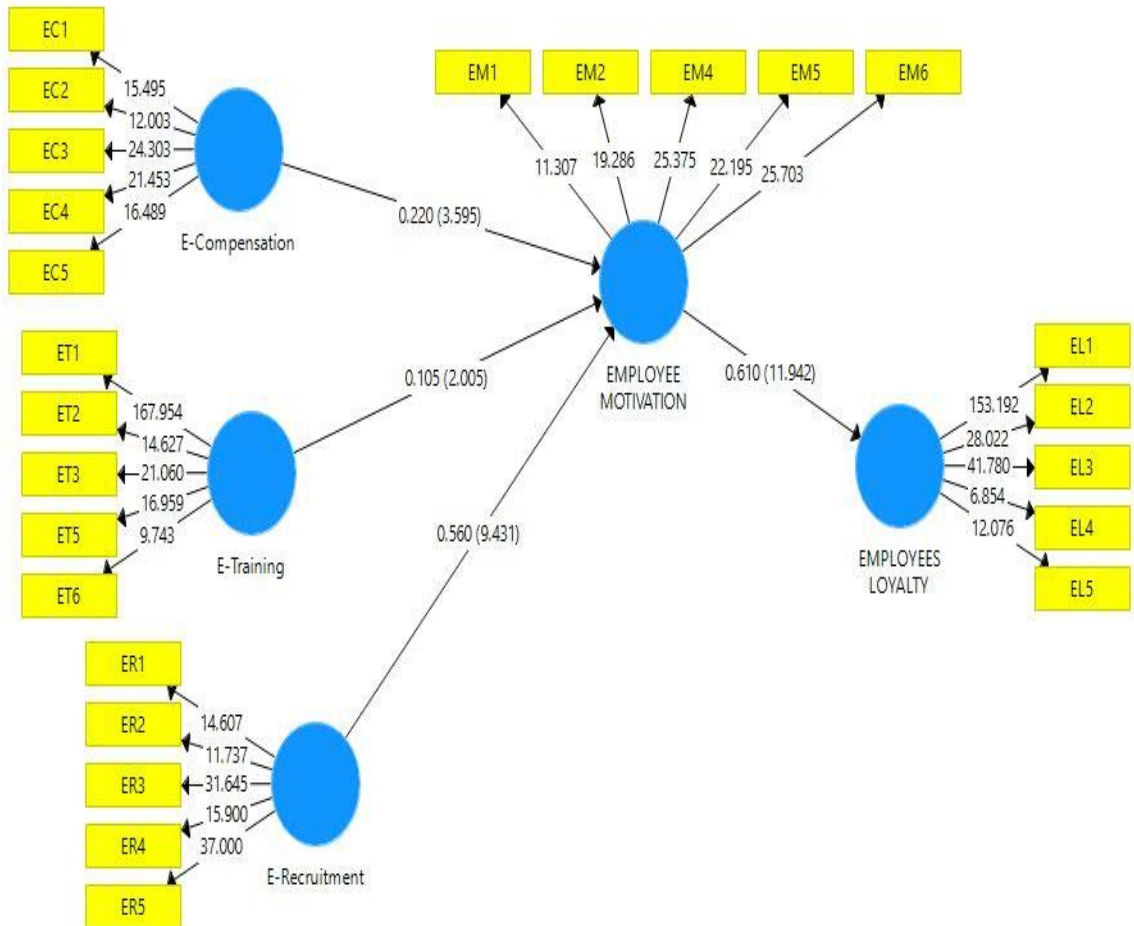 EC1
EC2
EC3
EC4
EC5
15.495
12.003
24.303
21.453
16.489
E-Compensation
EM1
EM2
EM4
EM5
EM6
11.307
19.286
25.375
22.195
25.703
0.220 (3.595)
EMPLOYEE
MOTIVATION
ET1
ET2
ET3
ET5
ET6
167.954
14.627
21.060
16.959
9.743
E-Training
0.105 (2.005)
0.610 (11.942)
EL1
EL2
EL3
EL4
EL5
153.192
28.022
41.780
6.854
12.076
EMPLOYEES
LOYALTY
0.560 (9.431)
ER1
ER2
ER3
ER4
ER5
14.607
11.737
31.645
15.900
37.000
E-Recruitment